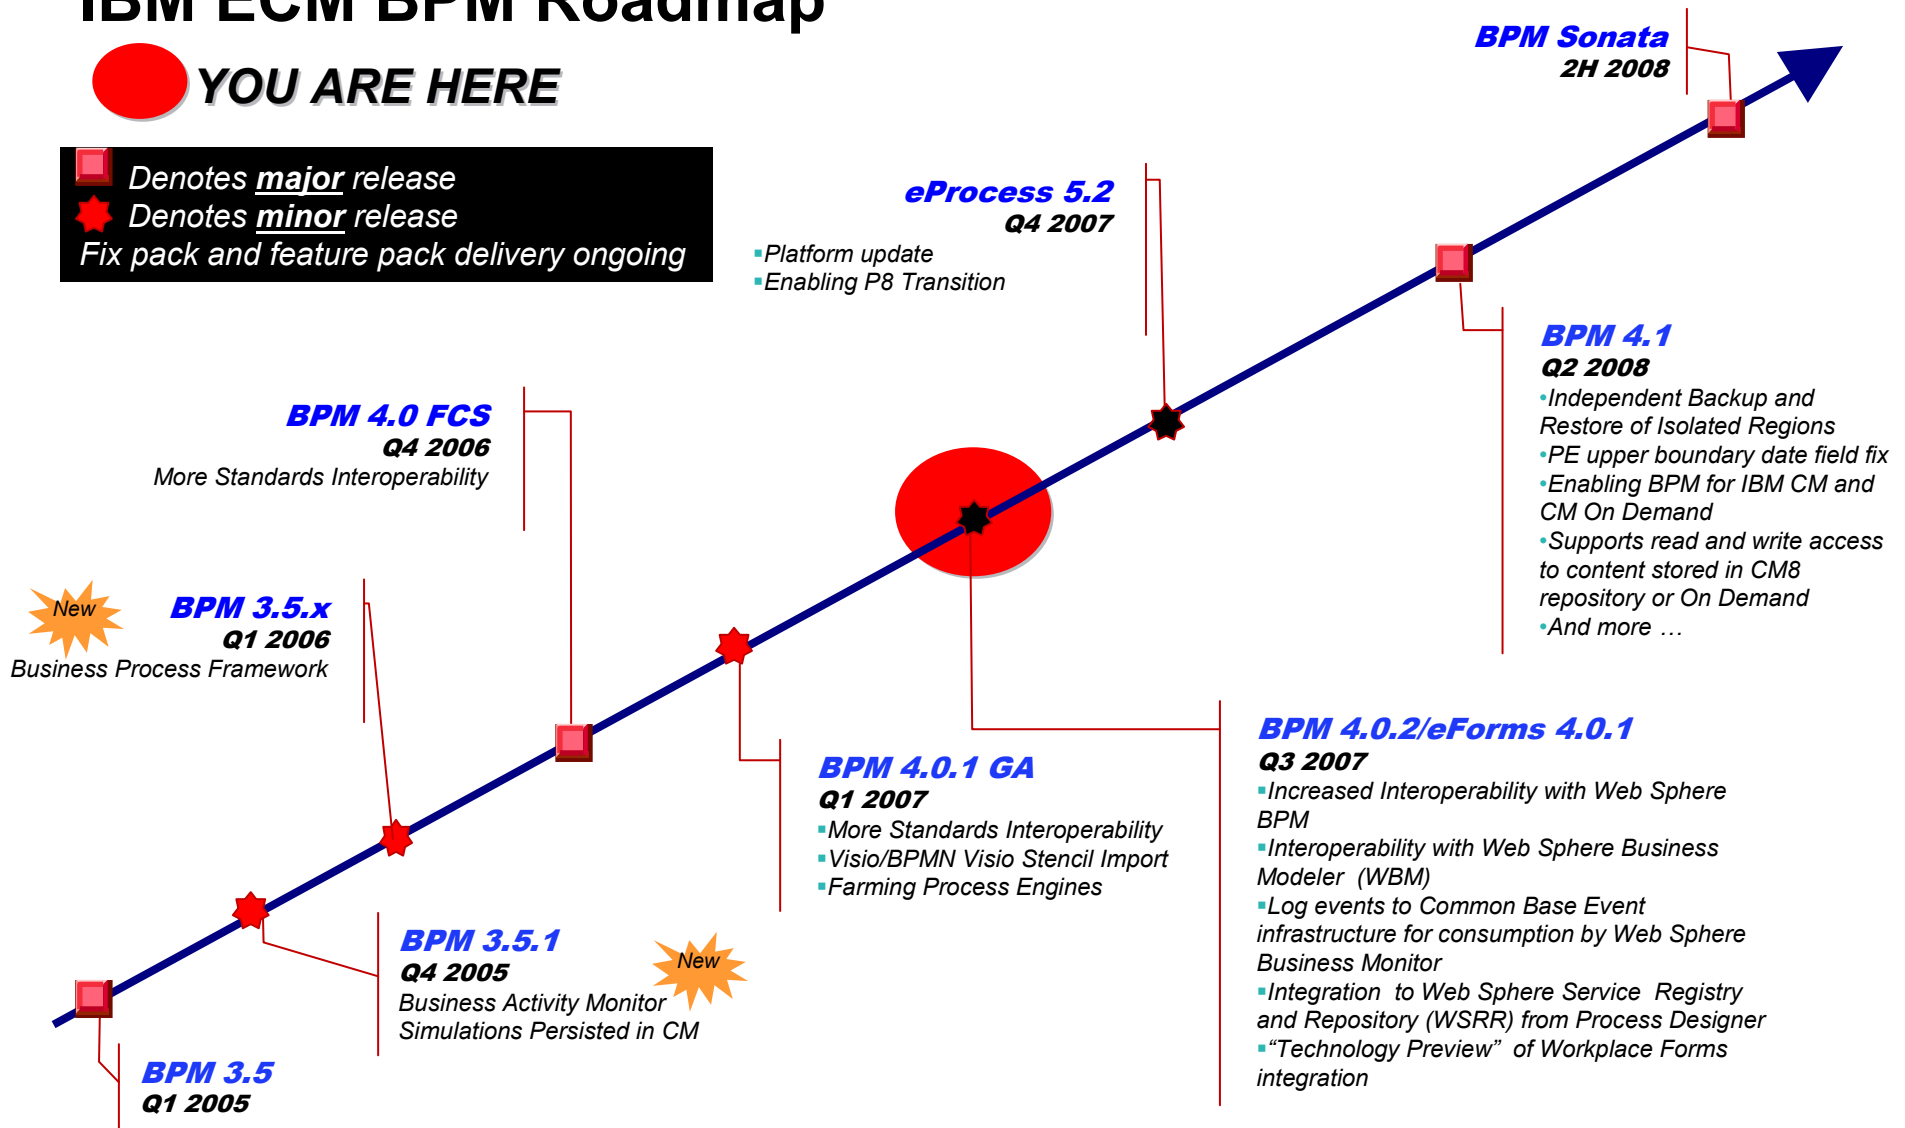 IBM ECM BPM Roadmap
YOU ARE HERE
Denotes major release
Denotes minor release
Fix pack and feature pack delivery ongoing
BPM Sonata
2H 2008
eProcess 5.2
Q4 2007
▪Platform update
▪Enabling P8 Transition
BPM 4.1
Q2 2008
•Independent Backup and
Restore of Isolated Regions
•PE upper boundary date field fix
•Enabling BPM for IBM CM and
CM On Demand
•Supports read and write access
to content stored in CM8
repository or On Demand
•And more …
BPM 4.0 FCS
Q4 2006
More Standards Interoperability
New
BPM 3.5.x
Q1 2006
Business Process Framework
BPM 4.0.1 GA
Q1 2007
▪More Standards Interoperability
▪Visio/BPMN Visio Stencil Import
▪Farming Process Engines
BPM 4.0.2/eForms 4.0.1
Q3 2007
▪Increased Interoperability with Web Sphere
BPM
▪Interoperability with Web Sphere Business
Modeler (WBM)
▪Log events to Common Base Event
infrastructure for consumption by Web Sphere
Business Monitor
▪Integration to Web Sphere Service Registry
and Repository (WSRR) from Process Designer
▪“Technology Preview” of Workplace Forms
integration
BPM 3.5.1
Q4 2005
Business Activity Monitor
Simulations Persisted in CM
New
BPM 3.5
Q1 2005